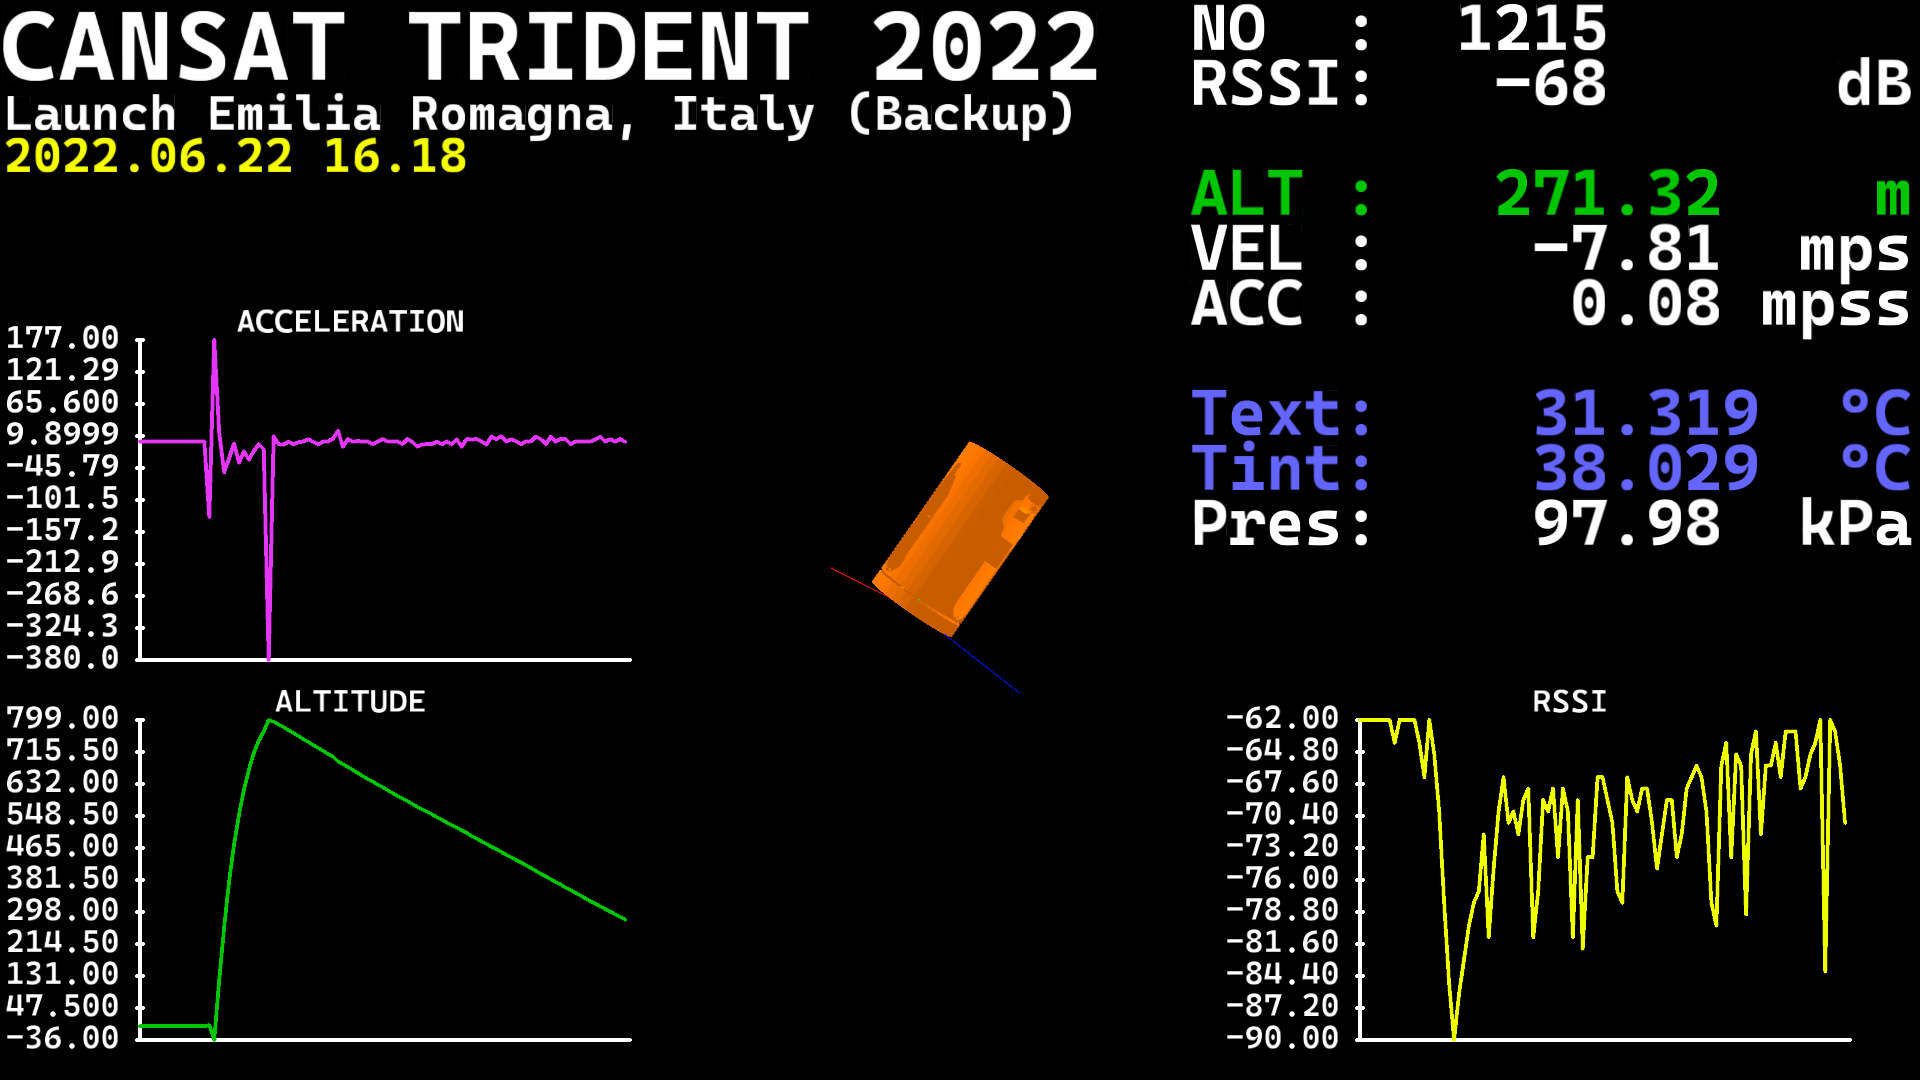 CANSAT TRIDENT 2022
Launch Emilia Romagna, Italy (Backup)
2022.06.22 16.18
NO : 1215
RSSI: -68 dB
ALT : 271.32 m
VEL : -7.81 mps
ACC : 0.08 mpss
Text: 31.319 °C
Tint: 38.029 °C
Pres: 97.98 kPa
ACCELERATION
177.00
121.29
65.600
9.8999
-45.79
-101.5
-157.2
-212.9
-268.6
-324.3
-380.0
ALTITUDE
799.00
715.50
632.00
548.50
465.00
381.50
298.00
214.50
131.00
47.500
-36.00
RSSI
-62.00
-64.80
-67.60
-70.40
-73.20
-76.00
-78.80
-81.60
-84.40
-87.20
-90.00